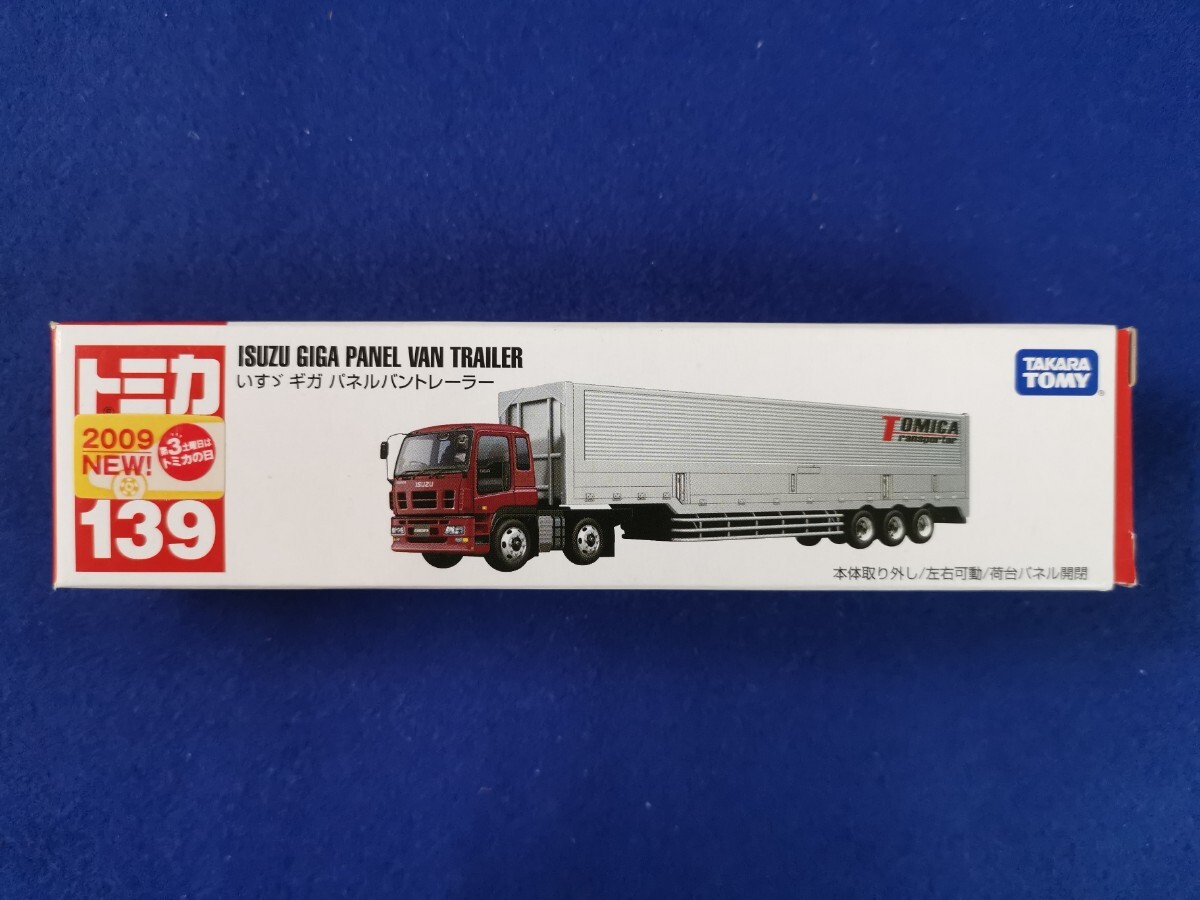 トミカ
2009
NEW!
第3土曜日は
トミカの日
139
ISUZU GIGA PANEL VAN TRAILER
いすゞ ギガ パネルバントレーラー
TAKARA
TOMY
TOMICA
Transporter
ISUZU
本体取り外し/左右可動/荷台パネル開閉